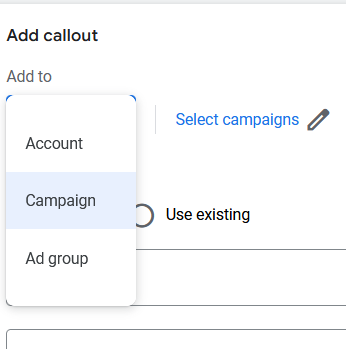 Add callout
Add to
Account
Select campaigns
Campaign
Use existing
Ad group